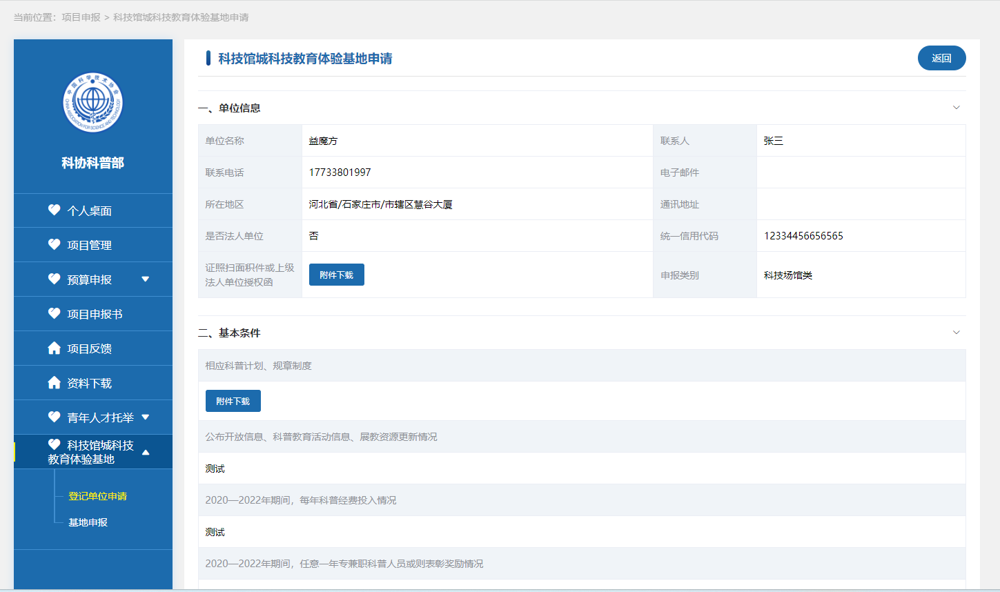 当前位置：项目申报 > 科技馆城科技教育体验基地申请
中国科学技术协会
CHINA ASSOCIATION FOR SCIENCE AND TECHNOLOGY
科协科普部
个人桌面
项目管理
预算申报
项目申报书
项目反馈
资料下载
青年人才托举
科技馆城科技
教育体验基地
登记单位申请
基地申报
科技馆城科技教育体验基地申请
返回
一、单位信息
单位名称 益魔方 联系人 张三
联系电话 17733801997 电子邮件
所在地区 河北省/石家庄市/市辖区慧谷大厦 通讯地址
是否法人单位 否 统一信用代码 12334456656565
证照扫面积件或上级
法人单位授权函 附件下载 申报类别 科技场馆类
二、基本条件
相应科普计划、规章制度
附件下载
公布开放信息、科普教育活动信息、展教资源更新情况
测试
2020—2022年期间，每年科普经费投入情况
测试
2020—2022年期间，任意一年专兼职科普人员或则表彰奖励情况